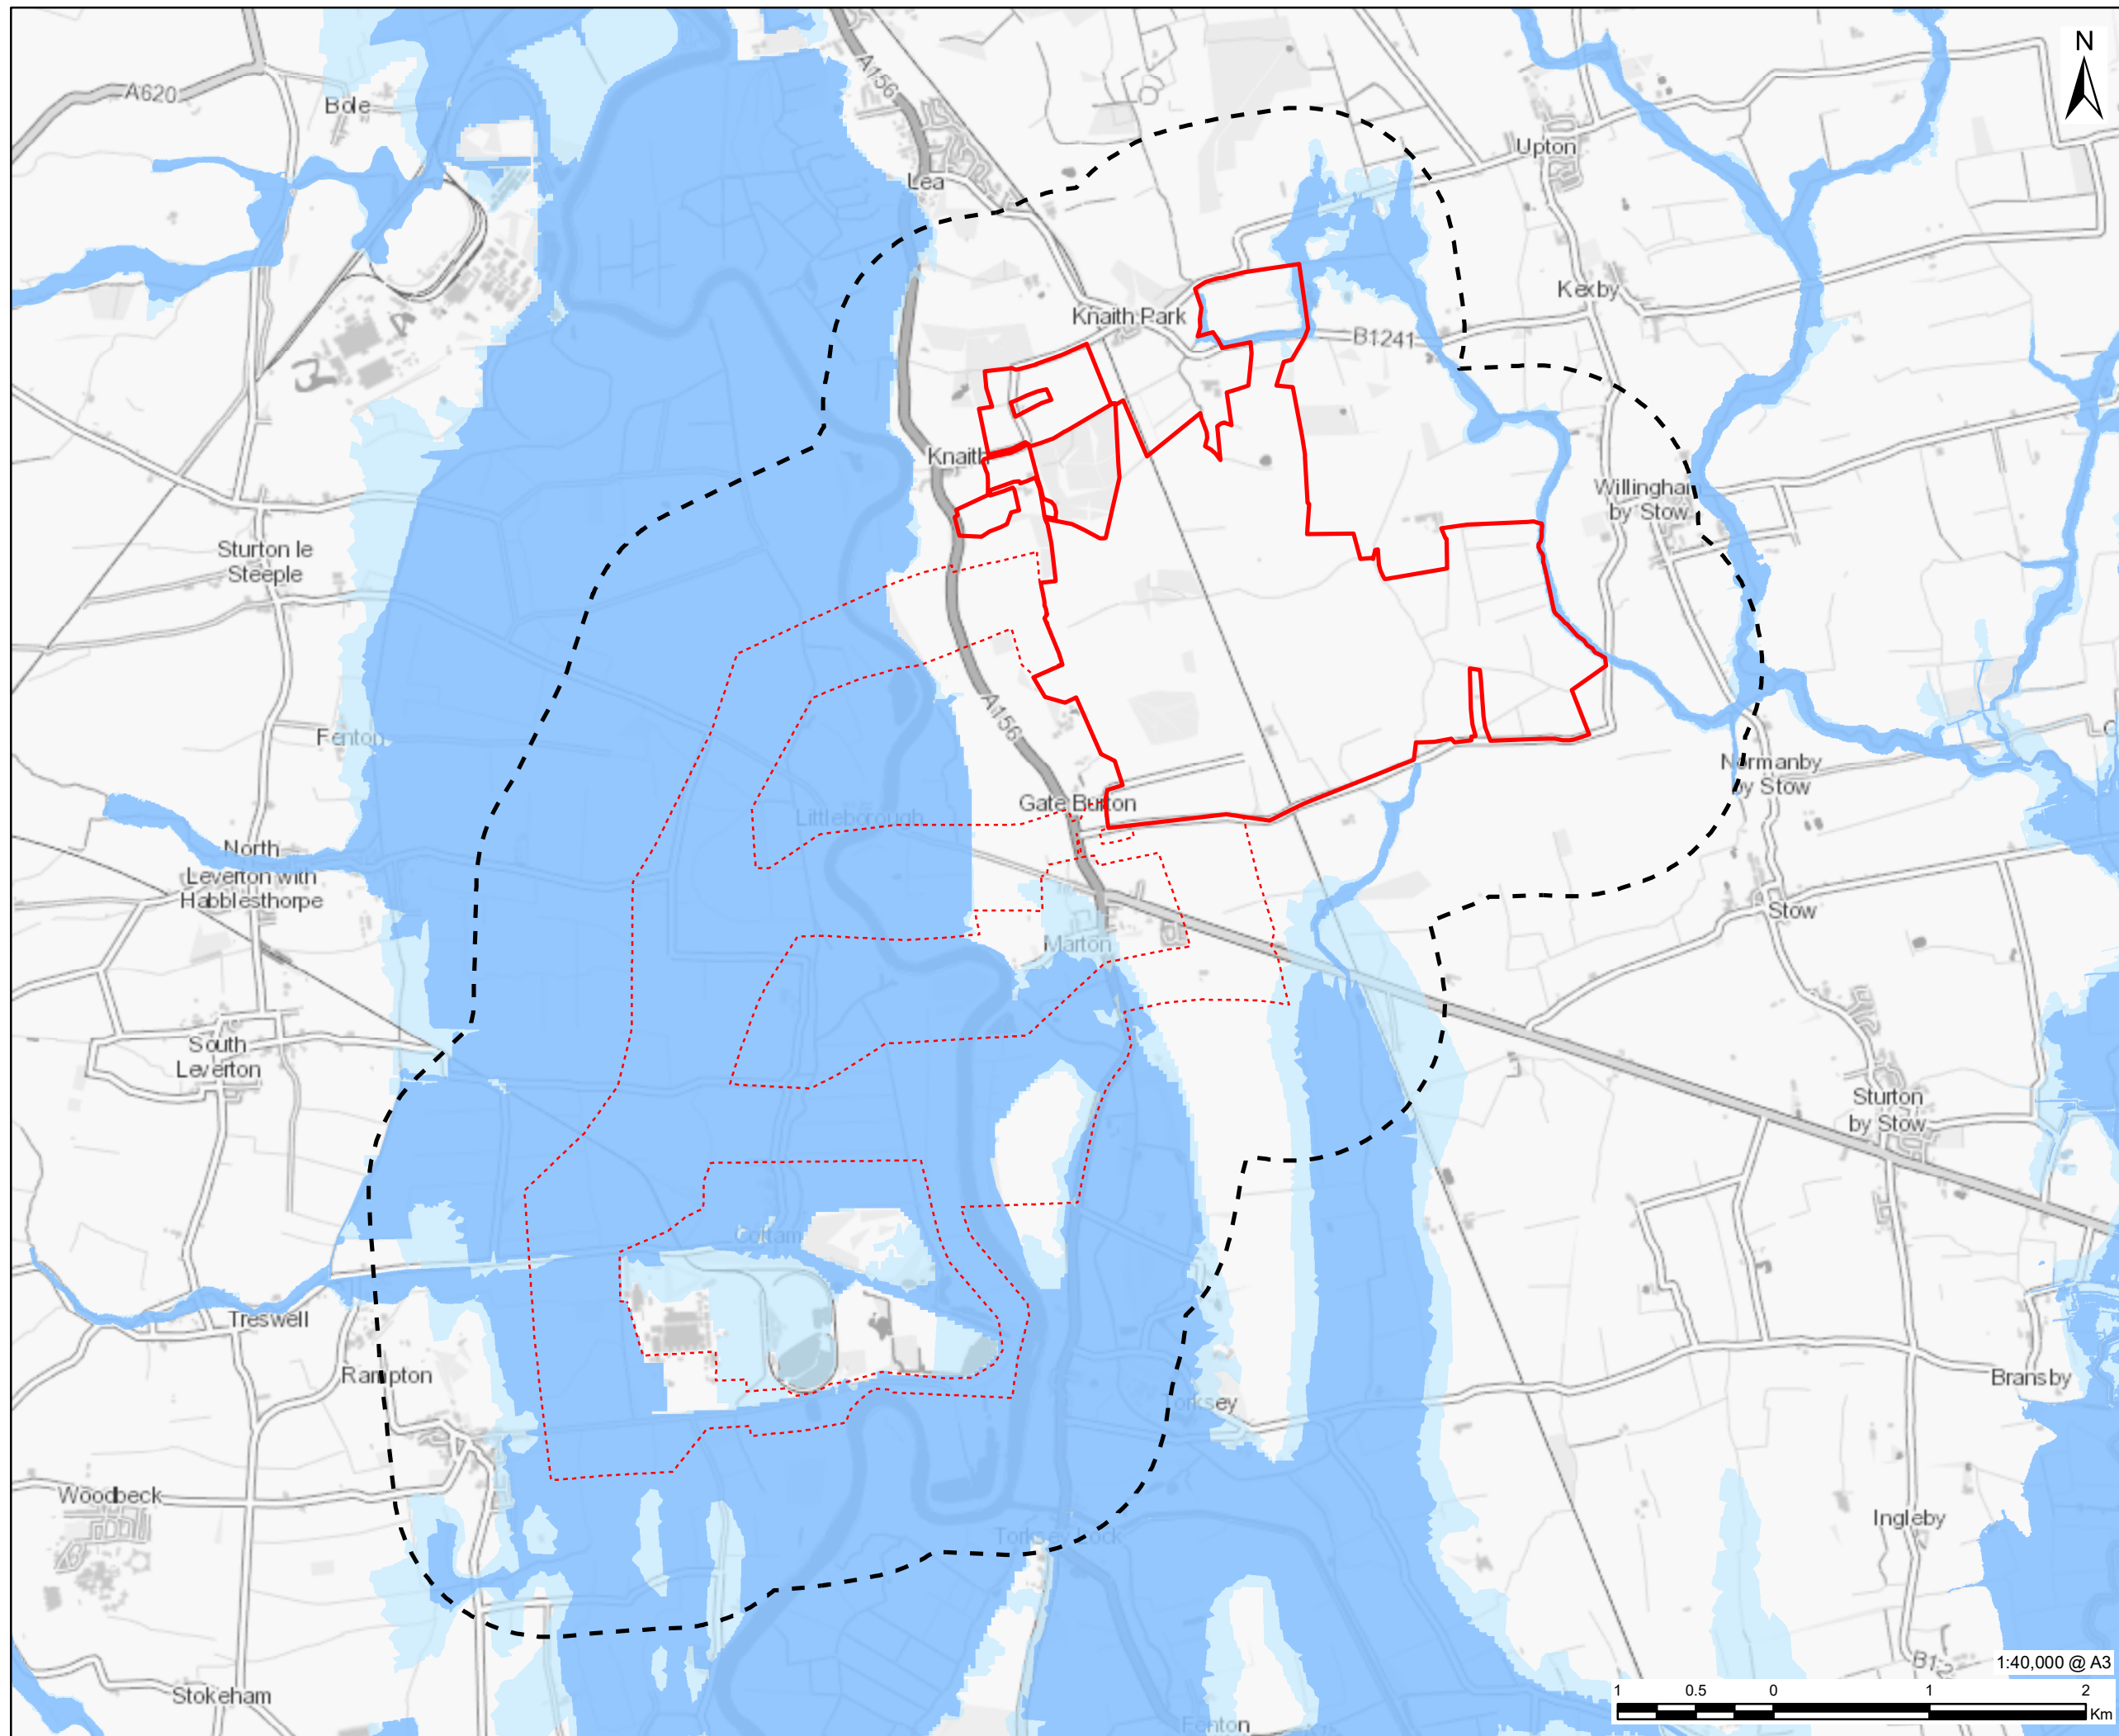 N
A156
A620
Bole
Upton
Lea
Kexby
Knaith Park
B1241
Knaith
Willingham
by Stow
Sturton le
Steeple
A156
Fenton
Normanby
by Stow
Gate Burton
Littleborough
North
Leverton with
Habblesthorpe
Stow
Marton
South
Leverton
Sturton
by Stow
Cottam
Treswell
Rampton
Bransby
Torksey
Woodbeck
Ingleby
Torksey Lock
1:40,000 @ A3
Stokeham
1 0.5 0 1 2
Km
Fenton